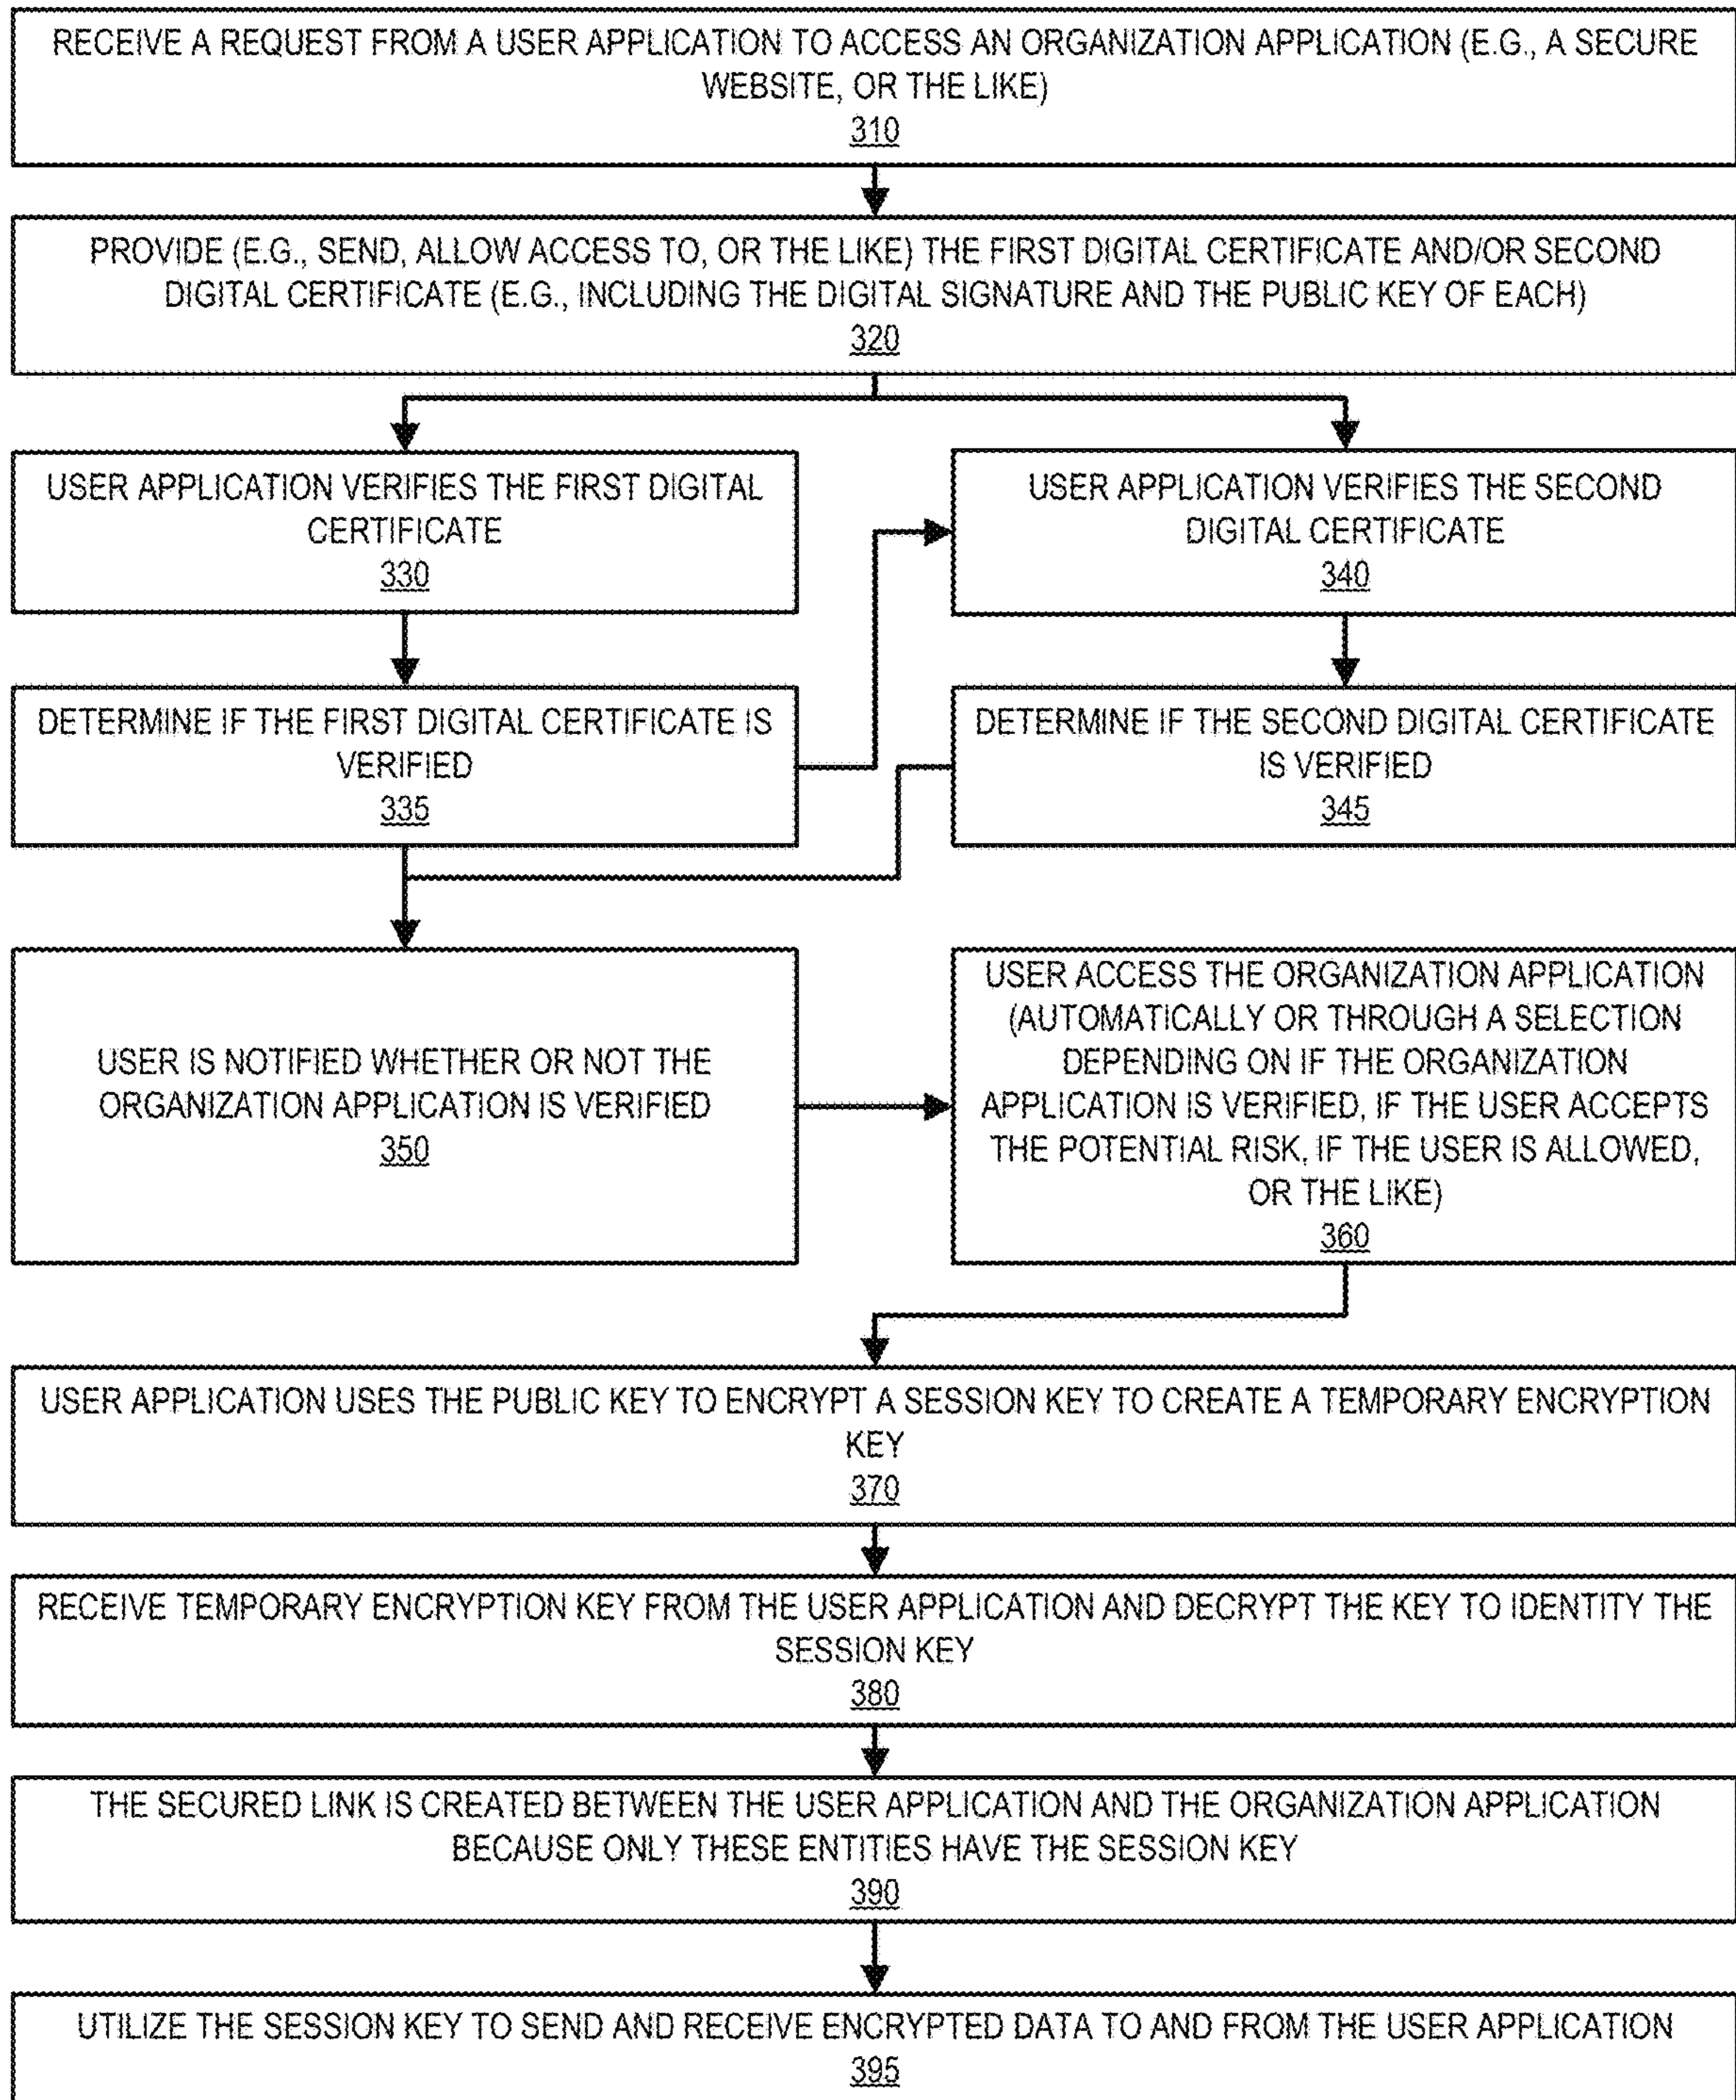 RECEIVE A REQUEST FROM A USER APPLICATION TO ACCESS AN ORGANIZATION APPLICATION (E.G., A SECURE
WEBSITE, OR THE LIKE)
310
PROVIDE (E.G., SEND, ALLOW ACCESS TO, OR THE LIKE) THE FIRST DIGITAL CERTIFICATE AND/OR SECOND
DIGITAL CERTIFICATE (E.G., INCLUDING THE DIGITAL SIGNATURE AND THE PUBLIC KEY OF EACH)
320
USER APPLICATION VERIFIES THE FIRST DIGITAL
CERTIFICATE
330
USER APPLICATION VERIFIES THE SECOND
DIGITAL CERTIFICATE
340
DETERMINE IF THE FIRST DIGITAL CERTIFICATE IS
VERIFIED
335
DETERMINE IF THE SECOND DIGITAL CERTIFICATE
IS VERIFIED
345
USER IS NOTIFIED WHETHER OR NOT THE
ORGANIZATION APPLICATION IS VERIFIED
350
USER ACCESS THE ORGANIZATION APPLICATION
(AUTOMATICALLY OR THROUGH A SELECTION
DEPENDING ON IF THE ORGANIZATION
APPLICATION IS VERIFIED, IF THE USER ACCEPTS
THE POTENTIAL RISK, IF THE USER IS ALLOWED,
OR THE LIKE)
360
USER APPLICATION USES THE PUBLIC KEY TO ENCRYPT A SESSION KEY TO CREATE A TEMPORARY ENCRYPTION
KEY
370
RECEIVE TEMPORARY ENCRYPTION KEY FROM THE USER APPLICATION AND DECRYPT THE KEY TO IDENTITY THE
SESSION KEY
380
THE SECURED LINK IS CREATED BETWEEN THE USER APPLICATION AND THE ORGANIZATION APPLICATION
BECAUSE ONLY THESE ENTITIES HAVE THE SESSION KEY
390
UTILIZE THE SESSION KEY TO SEND AND RECEIVE ENCRYPTED DATA TO AND FROM THE USER APPLICATION
395